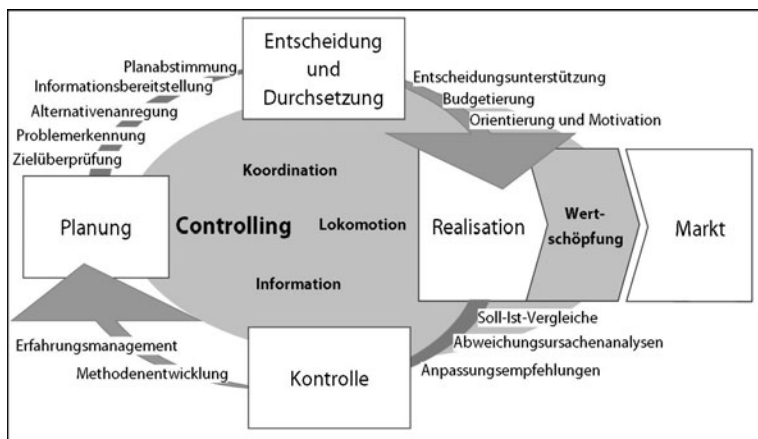 Entscheidung
und
Durchsetzung
Planabstimmung
Informationsbereitstellung
Alternativenanregung
Problemerkennung
Zielüberprüfung
Entscheidungsunterstützung
Budgetierung
Orientierung und Motivation
Planung
Koordination
Controlling
Lokomotion
Information
Realisation
Wert-
schöpfung
Markt
Erfahrungsmanagement
Methodenentwicklung
Kontrolle
Soll-Ist-Vergleiche
Abweichungsursachenanalysen
Anpassungsempfehlungen